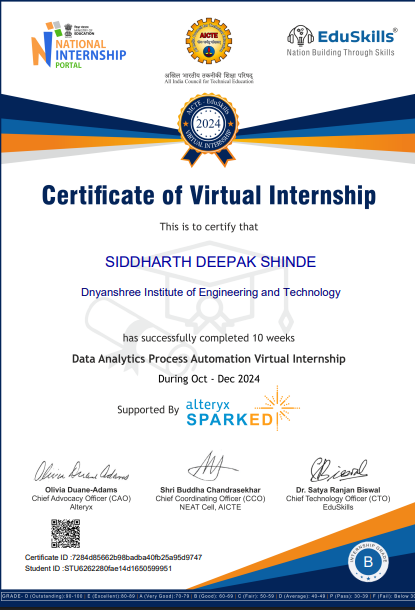 NATIONAL
INTERNSHIP
PORTAL
AICTE
अखिल भारतीय तकनीकी शिक्षा परिषद्
All India Council for Technical Education
EduSkills®
Nation Building Through Skills
AICTE - EduSkills
2024
VIRTUAL INTERNSHIP
Certificate of Virtual Internship
This is to certify that
SIDDHARTH DEEPAK SHINDE
Dnyanshree Institute of Engineering and Technology
has successfully completed 10 weeks
Data Analytics Process Automation Virtual Internship
During Oct - Dec 2024
Supported By alteryx
SPARKED
Olivia Duane-Adams
Chief Advocacy Officer (CAO)
Alteryx
Shri Buddha Chandrasekhar
Chief Coordinating Officer (CCO)
NEAT Cell, AICTE
Dr. Satya Ranjan Biswal
Chief Technology Officer (CTO)
EduSkills
Certificate ID :7284d85662b98badba40fb25a95d9747
Student ID :STU6262280fae14d1650599951
INTERNSHIP GRADE
B
GRADE- O (Outstanding):90-100 | E (Excellent):80-89 | A (Very Good):70-79 | B (Good): 60-69 | C (Fair): 50-59 | D (Average): 40-49 | P (Pass): 30-39 | F (Fail): Below 30